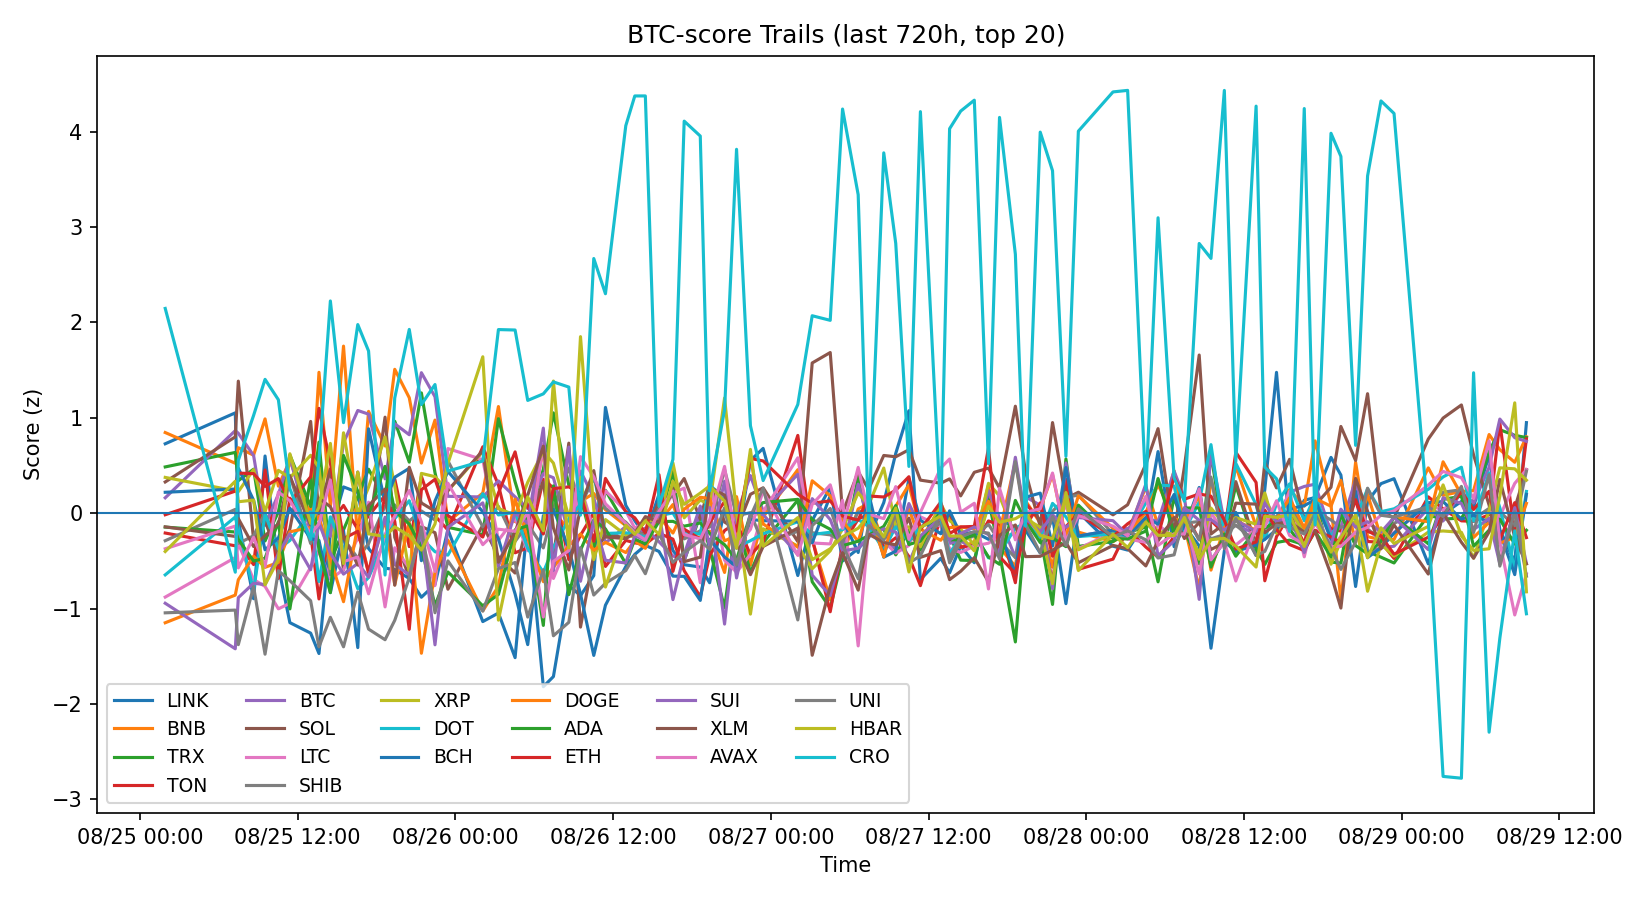 BTC-score Trails (last 720h, top 20)
Score (z)
4
3
2
1
0
−1
−2
−3
LINK BTC XRP DOGE SUI UNI
BNB SOL DOT ADA XLM HBAR
TRX LTC BCH ETH AVAX CRO
TON SHIB
08/25 00:00 08/25 12:00 08/26 00:00 08/26 12:00 08/27 00:00 08/27 12:00 08/28 00:00 08/28 12:00 08/29 00:00 08/29 12:00
Time